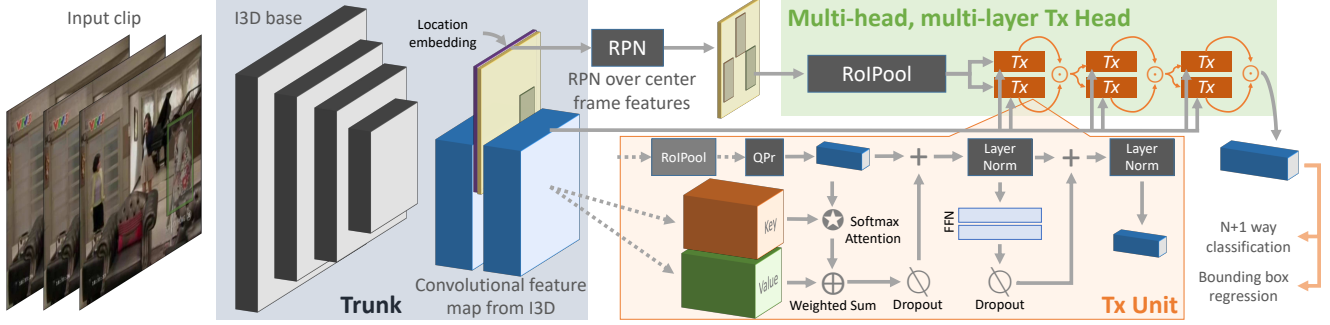 Input clip
I3D base
Location
embedding
RPN
RPN over center
frame features
Multi-head, multi-layer Tx Head
RoIPool
Tx
Tx
Tx
Tx
Tx
Tx
Trunk
Convolutional feature
map from I3D
RoIPool
QPr
Layer
Norm
Layer
Norm
Key
Softmax
Attention
FFN
Value
Weighted Sum
Dropout
Dropout
Tx Unit
N+1 way
classification
Bounding box
regression